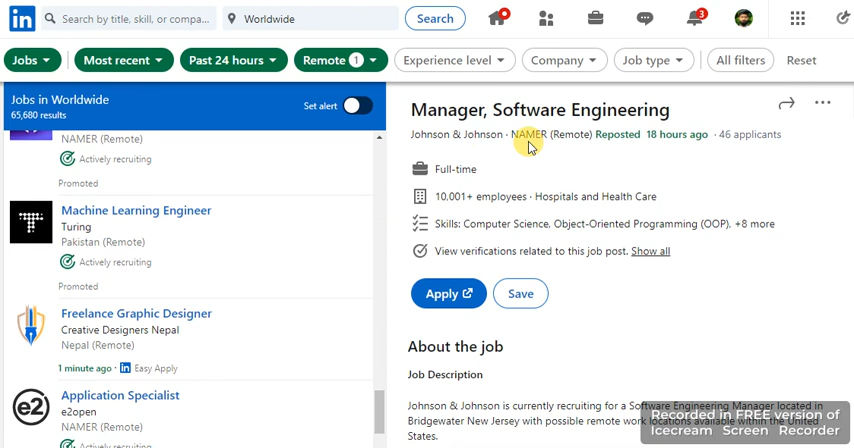 in
Search by title, skill, or compa...
Worldwide
Search
3
Jobs
Most recent
Past 24 hours
Remote 1
Experience level
Company
Job type
All filters
Reset
Jobs in Worldwide
65,680 results
Set alert
NAMER (Remote)
Actively recruiting
Promoted
Machine Learning Engineer
Turing
Pakistan (Remote)
Actively recruiting
Promoted
Freelance Graphic Designer
Creative Designers Nepal
Nepal (Remote)
1 minute ago · in Easy Apply
e2
Application Specialist
e2open
NAMER (Remote)
Actively recruiting
Manager, Software Engineering
Johnson & Johnson · NAMER (Remote) Reposted 18 hours ago · 46 applicants
Full-time
10,001+ employees · Hospitals and Health Care
Skills: Computer Science, Object-Oriented Programming (OOP), +8 more
View verifications related to this job post. Show all
Apply
Save
About the job
Job Description
Johnson & Johnson is currently recruiting for a Software Engineering Manager located in
Bridgewater New Jersey with possible remote work locations available within the United
States.
Recorded in FREE version of
Icecream Screen Recorder